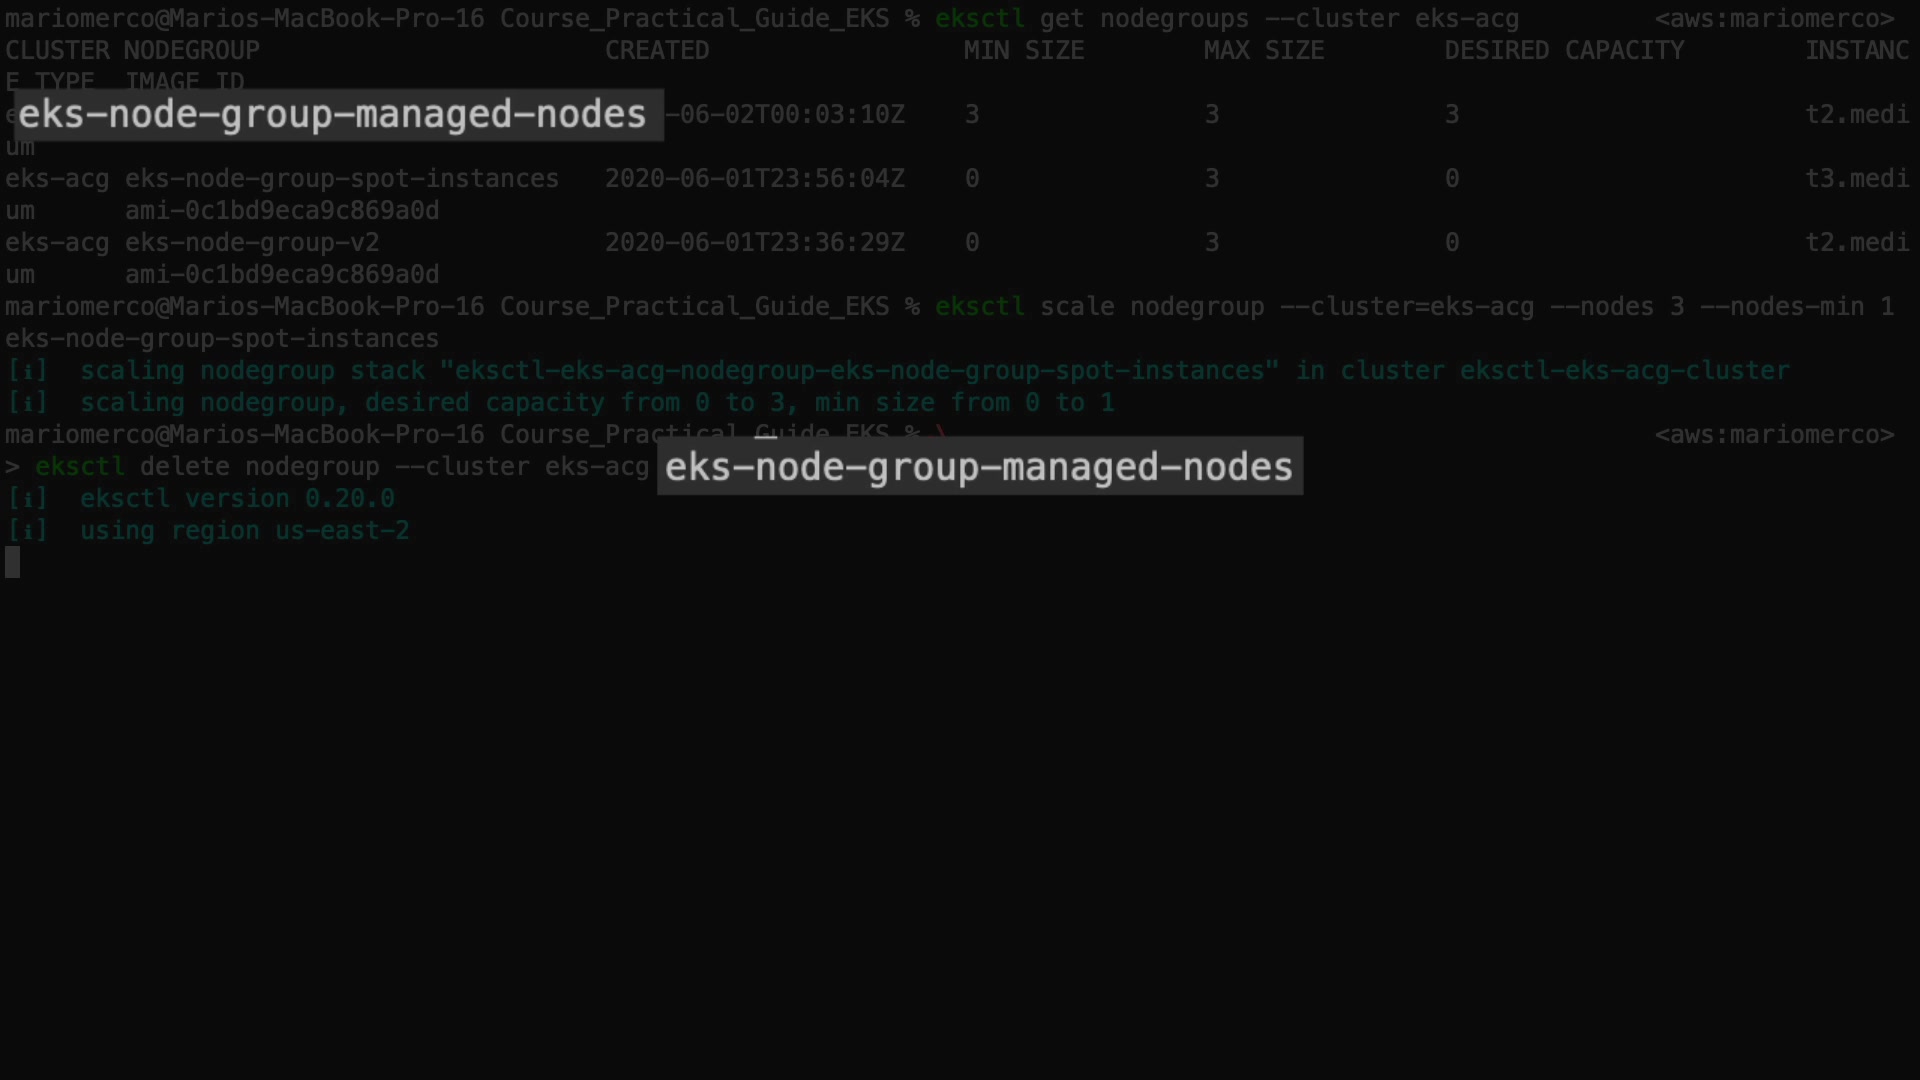 mariomerco@Marios-MacBook-Pro-16 Course_Practical_Guide_EKS % eksctl get nodegroups --cluster eks-acg <aws:mariomerco>
CLUSTER NODEGROUP CREATED MIN SIZE MAX SIZE DESIRED CAPACITY INSTANC
E TYPE IMAGE ID
eks-node-group-managed-nodes -06-02T00:03:10Z 3 3 3 t2.medi
um
eks-acg eks-node-group-spot-instances 2020-06-01T23:56:04Z 0 3 0 t3.medi
um ami-0c1bd9eca9c869a0d
eks-acg eks-node-group-v2 2020-06-01T23:36:29Z 0 3 0 t2.medi
um ami-0c1bd9eca9c869a0d
mariomerco@Marios-MacBook-Pro-16 Course_Practical_Guide_EKS % eksctl scale nodegroup --cluster=eks-acg --nodes 3 --nodes-min 1
eks-node-group-spot-instances
[i] scaling nodegroup stack "eksctl-eks-acg-nodegroup-eks-node-group-spot-instances" in cluster eksctl-eks-acg-cluster
[i] scaling nodegroup, desired capacity from 0 to 3, min size from 0 to 1
mariomerco@Marios-MacBook-Pro-16 Course_Practical_Guide_EKS % \ <aws:mariomerco>
> eksctl delete nodegroup --cluster eks-acg eks-node-group-managed-nodes
[i] eksctl version 0.20.0
[i] using region us-east-2